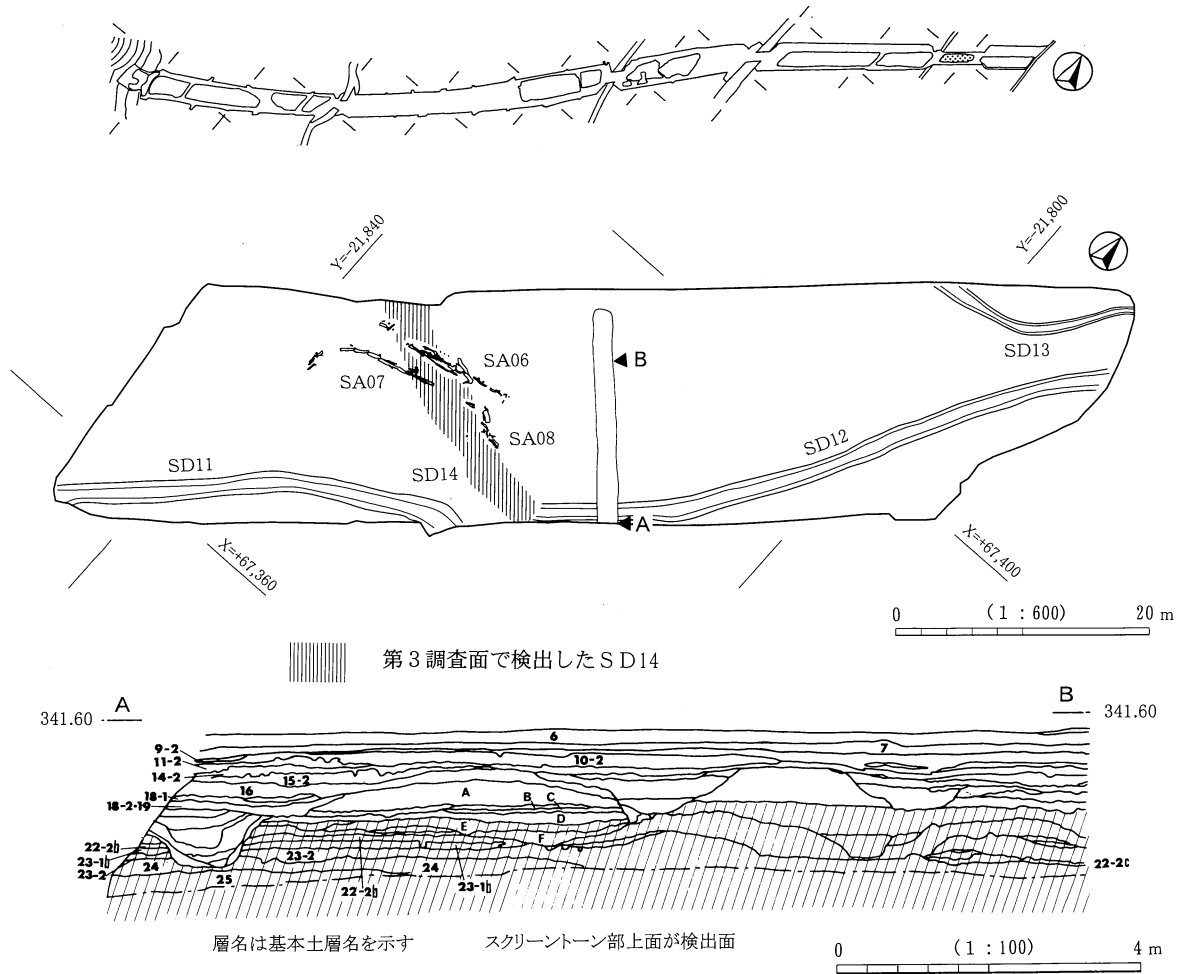 Y=-21,840
Y=-21,800
B
SA06
SD13
SA07
SA08
SD12
SD11
SD14
A
X=+67,360
X=+67,400
0 (1:600) 20 m
第3調査面で検出したSD14
A
B
341.60
341.60
6
9-2
7
11-2
10-2
14-2
15-2
16
A
18-1
B
C
18-2·19
D
E
F
22-2b
23-1b
24
23-2
24
22-2c
23-2
25
22-2b
23-1b
層名は基本土層名を示す
スクリーントーン部上面が検出面
0 (1:100) 4 m